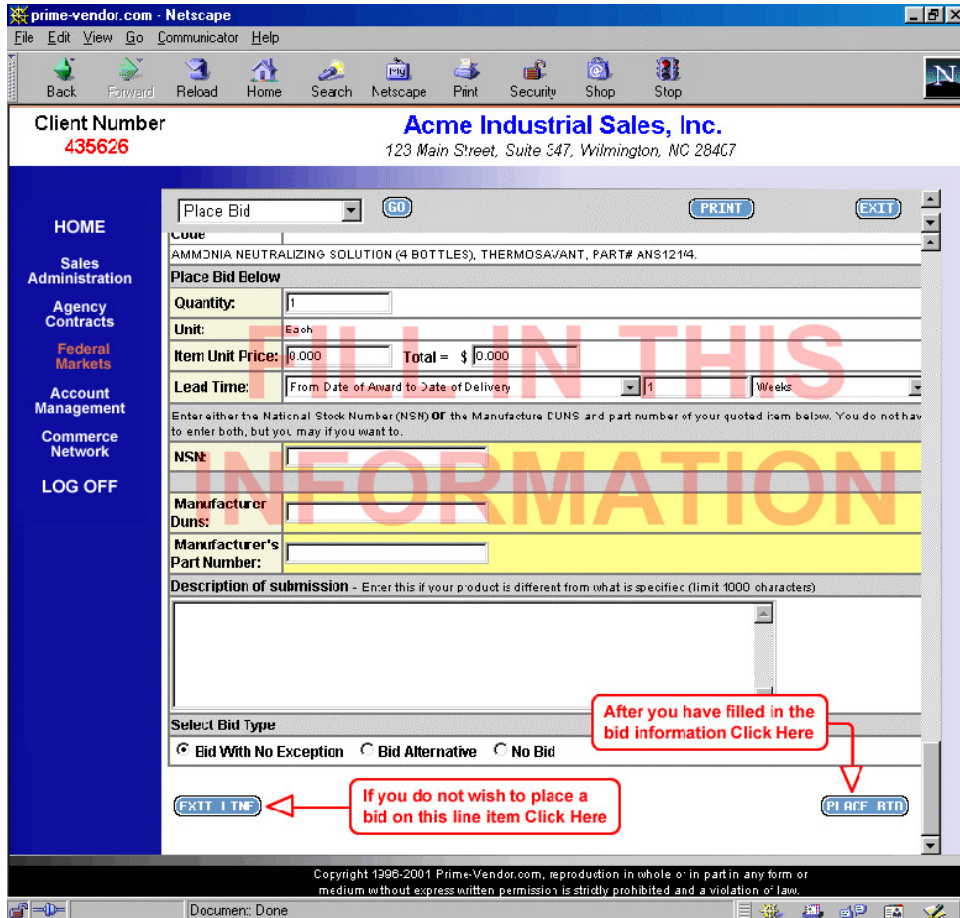 prime-vendor.com - Netscape
File Edit View Go Communicator Help
Back Forward Reload Home Search Netscape Print Security Shop Stop
My
N
Client Number
435626
Acme Industrial Sales, Inc.
123 Main Street, Suite 347, Wilmington, NC 28407
HOME
Sales
Administration
Agency
Contracts
Federal
Markets
Account
Management
Commerce
Network
LOG OFF
Place Bid GO PRINT EXIT
Code
AMMONIA NEUTRALIZING SOLUTION (4 BOTTLES), THERMOSAVANT, PART# ANS121/4.
Place Bid Below
Quantity: 1
Unit: Each
FILL IN THIS
Item Unit Price: 0.000 Total = $ 0.000
Lead Time: From Date of Award to Date of Delivery 1 Weeks
Enter either the National Stock Number (NSN) or the Manufacture DUNS and part number of your quoted item below. You do not hav
to enter both, but you may if you want to.
NSN:
INFORMATION
Manufacturer
Duns:
Manufacturer's
Part Number:
Description of submission - Enter this if your product is different from what is specified (limit 1000 characters)
Select Bid Type
Bid With No Exception Bid Alternative No Bid
After you have filled in the
bid information Click Here
If you do not wish to place a
bid on this line item Click Here
EXIT LINE
PLACE BID
Copyright 1996-2001 Prime-Vendor.com, reproduction in whole or in part in any form or
medium without express written permission is strictly prohibited and a violation of law.
Document: Done